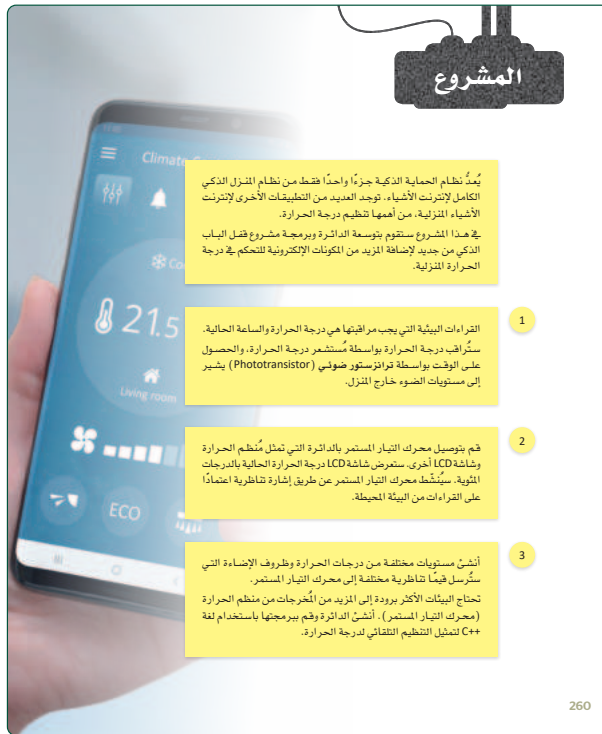 المشروع
Climate
يُعدُّ نظام الحماية الذكية جزءًا واحدًا فقط من نظام المنزل الذكي
الكامل لإنترنت الأشياء، توجد العديد من التطبيقات الأخرى لإنترنت
الأشياء المنزلية، من أهمها تنظيم درجة الحرارة.
في هذا المشروع ستقوم بتوسعة الدائرة وبرمجة مشروع قفل الباب
الذكي من جديد لإضافة المزيد من المكونات الإلكترونية للتحكم في درجة
الحرارة المنزلية.
Co
21.5
Living room
1
القراءات البيئية التي يجب مراقبتها هي درجة الحرارة والساعة الحالية.
ستُراقب درجة الحرارة بواسطة مُستشعر درجة الحرارة، والحصول
على الوقت بواسطة ترانزستور ضوئي (Phototransistor) يشير
إلى مستويات الضوء خارج المنزل.
2
قم بتوصيل محرك التيار المستمر بالدائرة التي تمثل مُنظم الحرارة
وشاشة LCD أخرى. ستعرض شاشة LCD درجة الحرارة الحالية بالدرجات
المئوية. سيُنشّط محرك التيار المستمر عن طريق إشارة تناظرية اعتمادًا
على القراءات من البيئة المحيطة.
ECO
3
أنشئ مستويات مختلفة من درجات الحرارة وظروف الإضاءة التي
ستُرسل قيمًا تناظرية مختلفة إلى محرك التيار المستمر.
تحتاج البيئات الأكثر برودة إلى المزيد من المُخرجات من منظم الحرارة
(محرك التيار المستمر). أنشئ الدائرة وقم ببرمجتها باستخدام لغة
C++ لتمثيل التنظيم التلقائي لدرجة الحرارة.
260